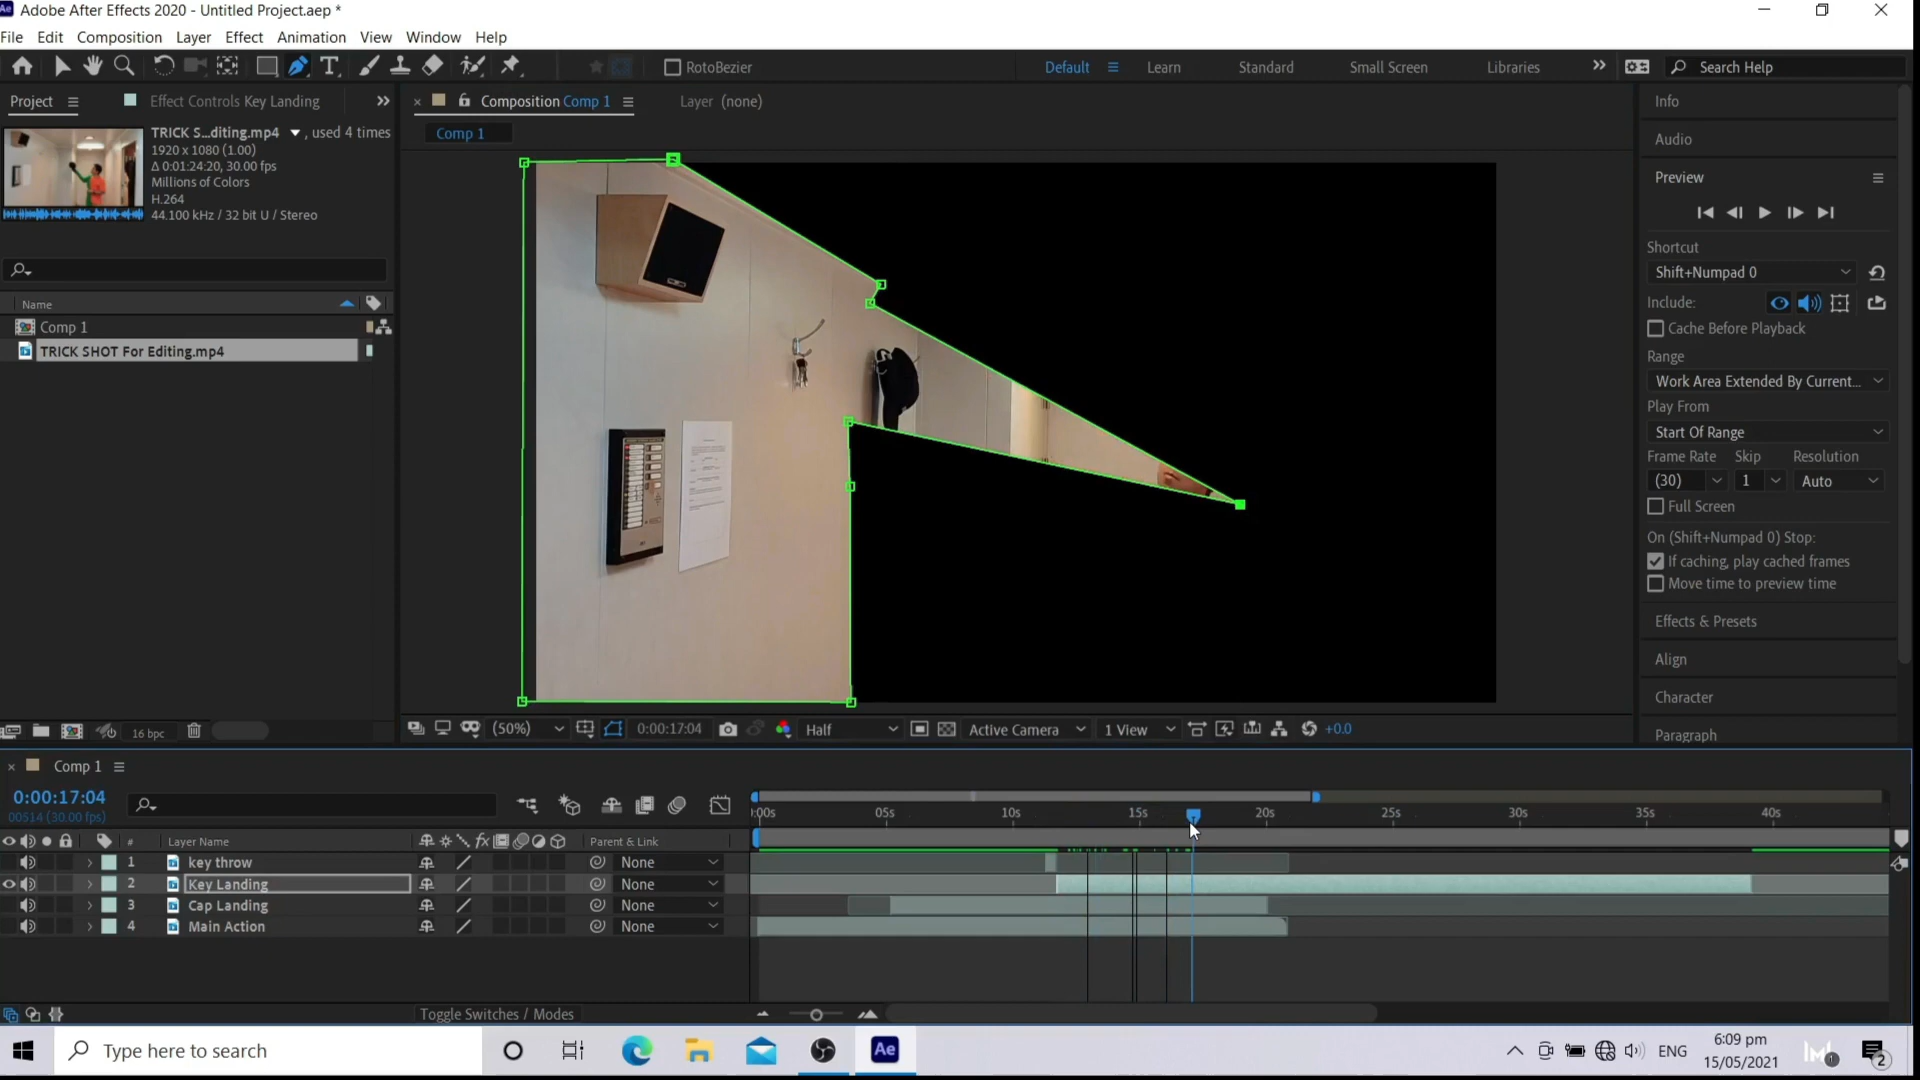 Ae Adobe After Effects 2020 - Untitled Project.aep *
File Edit Composition Layer Effect Animation View Window Help
RotoBezier
Default Learn Standard Small Screen Libraries Search Help
Project Effect Controls Key Landing
Composition Comp 1 Layer (none)
Comp 1
TRICK S...diting.mp4 , used 4 times
1920 x 1080 (1.00)
Δ 0:01:24:20, 30.00 fps
Millions of Colors
H.264
44.100 kHz / 32 bit U / Stereo
Name
Comp 1
TRICK SHOT For Editing.mp4
16 bpc
(50%) 0:00:17:04 Half Active Camera 1 View +0.0
Info
Audio
Preview
Shortcut
Shift+Numpad 0
Include:
Cache Before Playback
Range
Work Area Extended By Current...
Play From
Start Of Range
Frame Rate Skip Resolution
(30) 1 Auto
Full Screen
On (Shift+Numpad 0) Stop:
If caching, play cached frames
Move time to preview time
Effects & Presets
Align
Character
Paragraph
Comp 1
0:00:17:04
00514 (30.00 fps)
:00s 05s 10s 15s 20s 25s 30s 35s 40s
# Layer Name fx Parent & Link
1 key throw None
2 Key Landing None
3 Cap Landing None
4 Main Action None
Toggle Switches / Modes
Type here to search
Ae
ENG
6:09 pm
15/05/2021
1
2